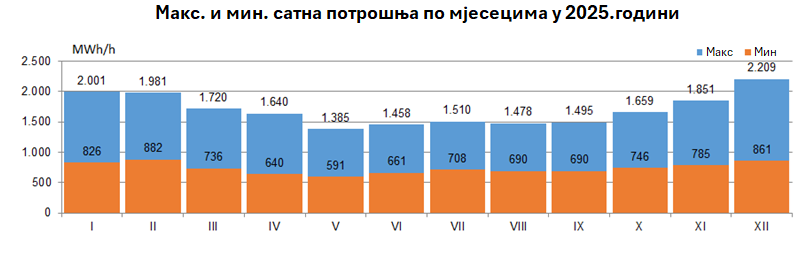 Макс. и мин. сатна потрошња по мјесецима у 2025.години
MWh/h
Макс Мин
2.500
2.000
1.500
1.000
500
0
2.001 1.981 1.720 1.640 1.385 1.458 1.510 1.478 1.495 1.659 1.851 2.209
826 882 736 640 591 661 708 690 690 746 785 861
I II III IV V VI VII VIII IX X XI XII